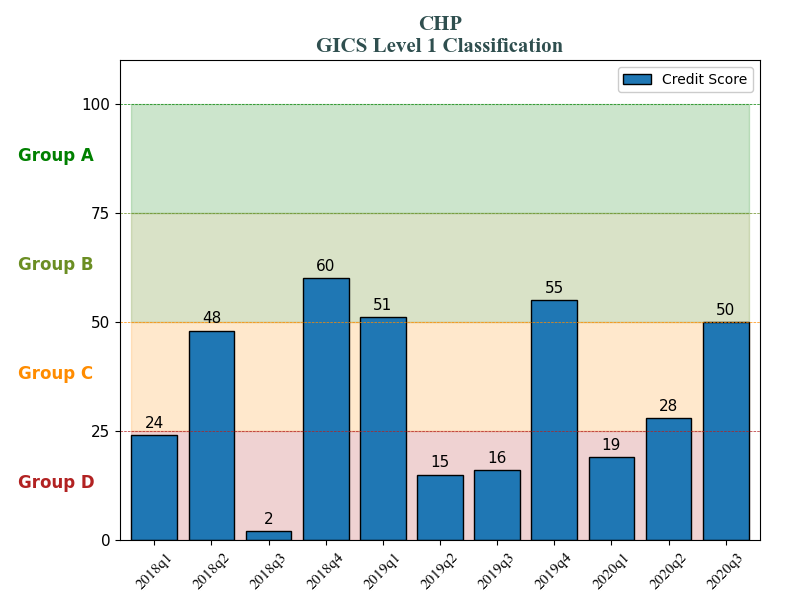 CHP
GICS Level 1 Classification
Credit Score
100
Group A
75
Group B
60
55
51
50
50
48
Group C
28
25
24
19
16
15
Group D
2
0
2018q1
2018q2
2018q3
2018q4
2019q1
2019q2
2019q3
2019q4
2020q1
2020q2
2020q3